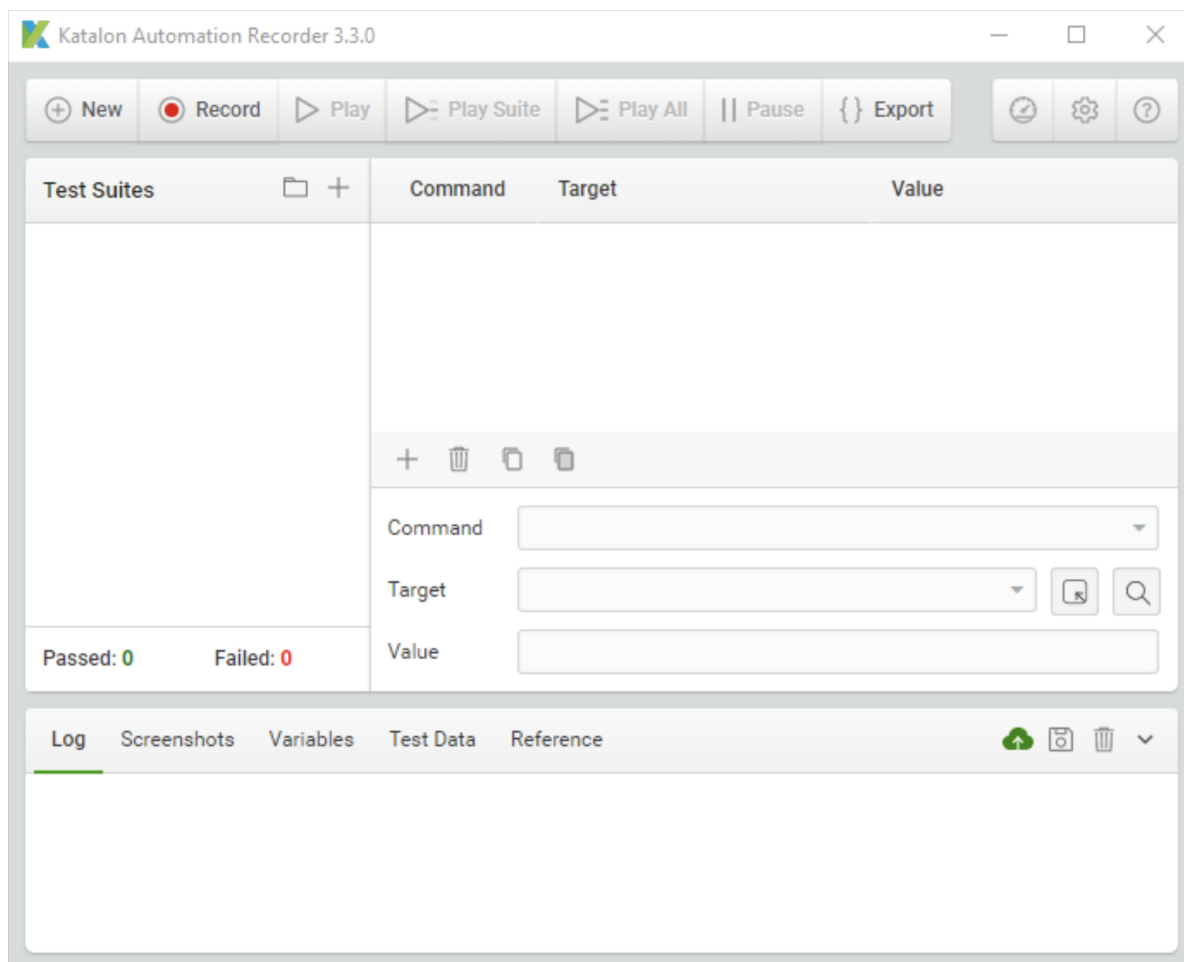 Katalon Automation Recorder 3.3.0
New Record Play Play Suite Play All Pause { } Export
Test Suites
Command Target Value
Command
Target
Value
Passed: 0 Failed: 0
Log Screenshots Variables Test Data Reference